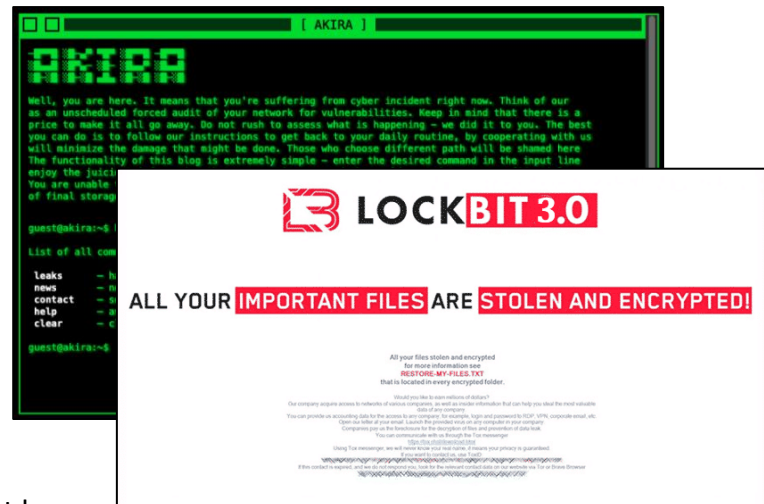 [ AKIRA ]
AKIRA
Well, you are here. It means that you're suffering from cyber incident right now. Think of our
as an unscheduled forced audit of your network for vulnerabilities. Keep in mind that there is a
price to make it all go away. Do not rush to assess what is happening - we did it to you. The best
you can do is to follow our instructions to get back to your daily routine, by cooperating with us
will minimize the damage that might be done. Those who choose different path will be shamed here
The functionality of this blog is extremely simple - enter the desired command in the input line
enjoy the juici
You are unable
of final storag
guest@akira:~$
List of all com
leaks - h
news - n
contact - s
help - a
clear - c
guest@akira:~$
LOCKBIT 3.0
ALL YOUR IMPORTANT FILES ARE STOLEN AND ENCRYPTED!
All your files stolen and encrypted
for more information see
RESTORE-MY-FILES.TXT
that is located in every encrypted folder.
Would you like to earn millions of dollars?
Our company acquire access to networks of various companies, as well as insider information that can help you steal the most valuable
data of any company.
You can provide us accounting data for the access to any company, for example, login and password to RDP, VPN, corporate email, etc.
Open our letter at your email. Launch the provided virus on any computer in your company.
Companies pay us the foreclosure for the decryption of files and prevention of data leak.
You can communicate with us through the Tox messenger
Using Tox messenger, we will never know your real name, it means your privacy is guaranteed.
If you want to contact us, use ToxID
If this contact is expired, and we do not respond you, look for the relevant contact data on our website via Tor or Brave Browser